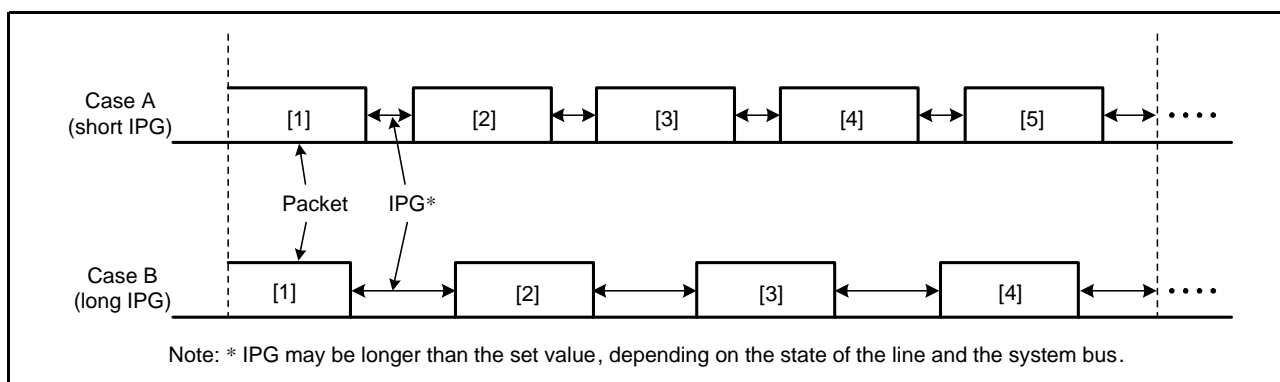 Case A
(short IPG)
[1]
[2]
[3]
[4]
[5]
Packet
IPG*
Case B
(long IPG)
[1]
[2]
[3]
[4]
Note: * IPG may be longer than the set value, depending on the state of the line and the system bus.